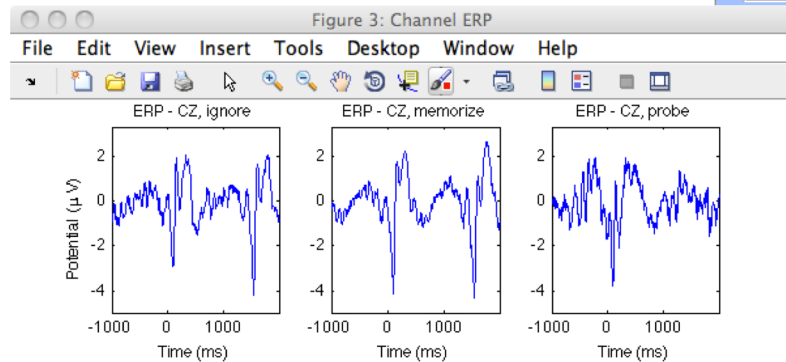 Figure 3: Channel ERP
File Edit View Insert Tools Desktop Window Help
ERP - CZ, ignore ERP - CZ, memorize ERP - CZ, probe
Potential (μ V)
2 2 2
0 0 0
-2 -2 -2
-4 -4 -4
-1000 0 1000 -1000 0 1000 -1000 0 1000
Time (ms) Time (ms) Time (ms)